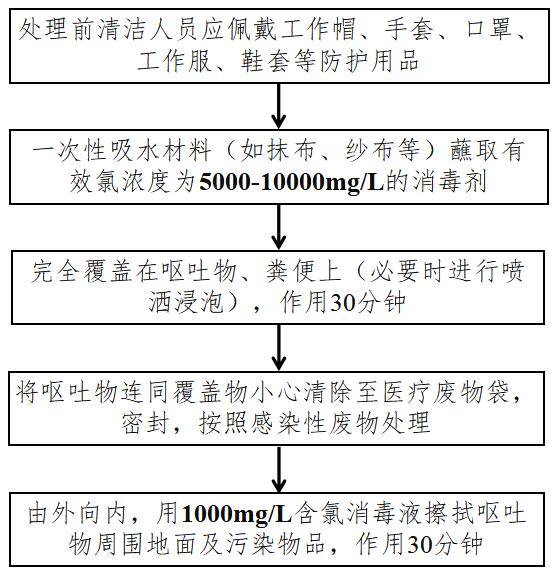 处理前清洁人员应佩戴工作帽、手套、口罩、
工作服、鞋套等防护用品
一次性吸水材料（如抹布、纱布等）蘸取有
效氯浓度为5000-10000mg/L的消毒剂
完全覆盖在呕吐物、粪便上（必要时进行喷
洒浸泡），作用30分钟
将呕吐物连同覆盖物小心清除至医疗废物袋，
密封，按照感染性废物处理
由外向内，用1000mg/L含氯消毒液擦拭呕吐
物周围地面及污染物品，作用30分钟